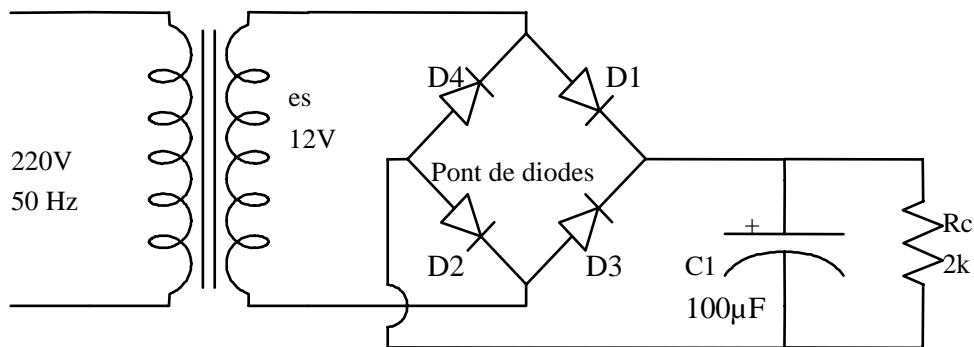 D4
D1
es
12V
220V
50 Hz
Pont de diodes
D2
D3
+
C1
100µF
Rc
2k